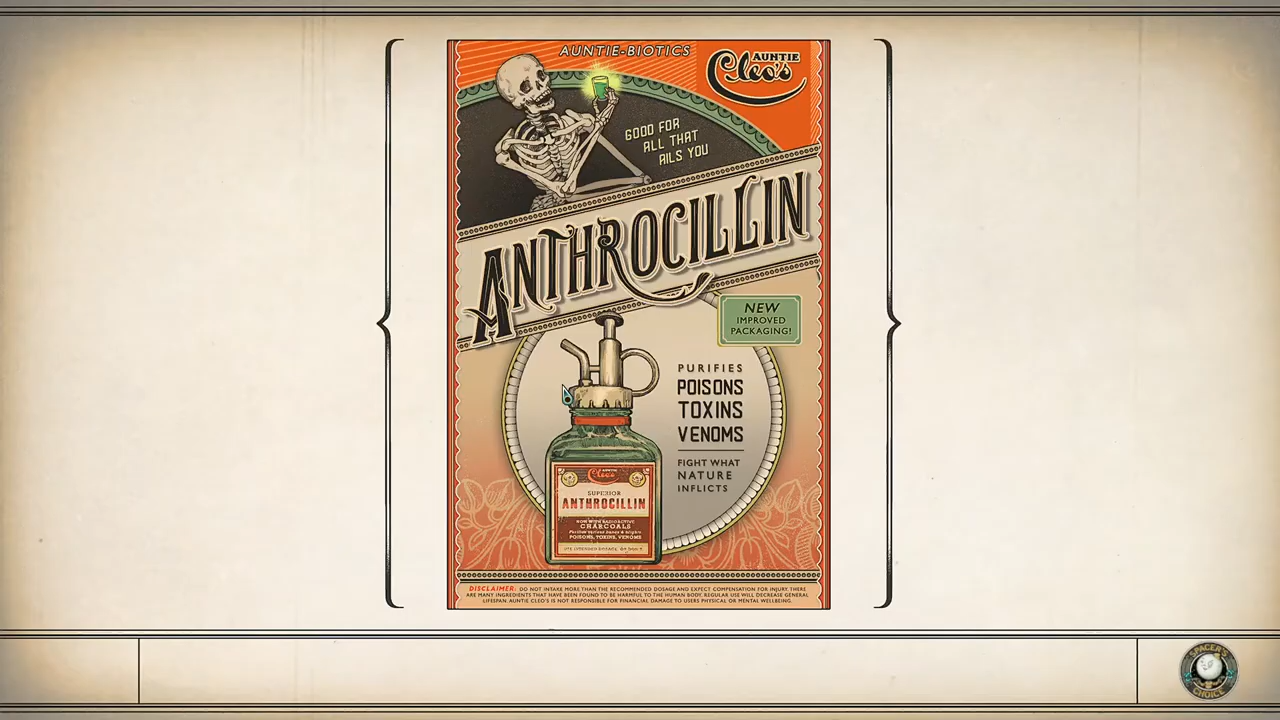 AUNTIE-BIOTICS
AUNTIE
Cleo's
GOOD FOR
ALL THAT
AILS YOU
ANTHROCILLIN
NEW
IMPROVED
PACKAGING!
PURIFIES
POISONS
TOXINS
VENOMS
FIGHT WHAT
NATURE
INFLICTS
AUNTIE
Cleo's
SUPERIOR
ANTHROCILLIN
NOW WITH RADIOACTIVE
CHARCOALS
POISONS, TOXINS, VENOMS
DISCLAIMER: DO NOT INTAKE MORE THAN THE RECOMMENDED DOSAGE AND EXPECT COMPENSATION FOR INJURY. THERE
ARE MANY INGREDIENTS THAT HAVE BEEN FOUND TO BE HARMFUL TO THE HUMAN BODY. REGULAR USE WILL DECREASE GENERAL
LIFESPAN. AUNTIE CLEO'S IS NOT RESPONSIBLE FOR FINANCIAL DAMAGE TO USERS PHYSICAL OR MENTAL WELLBEING.
SPACER'S
CHOICE